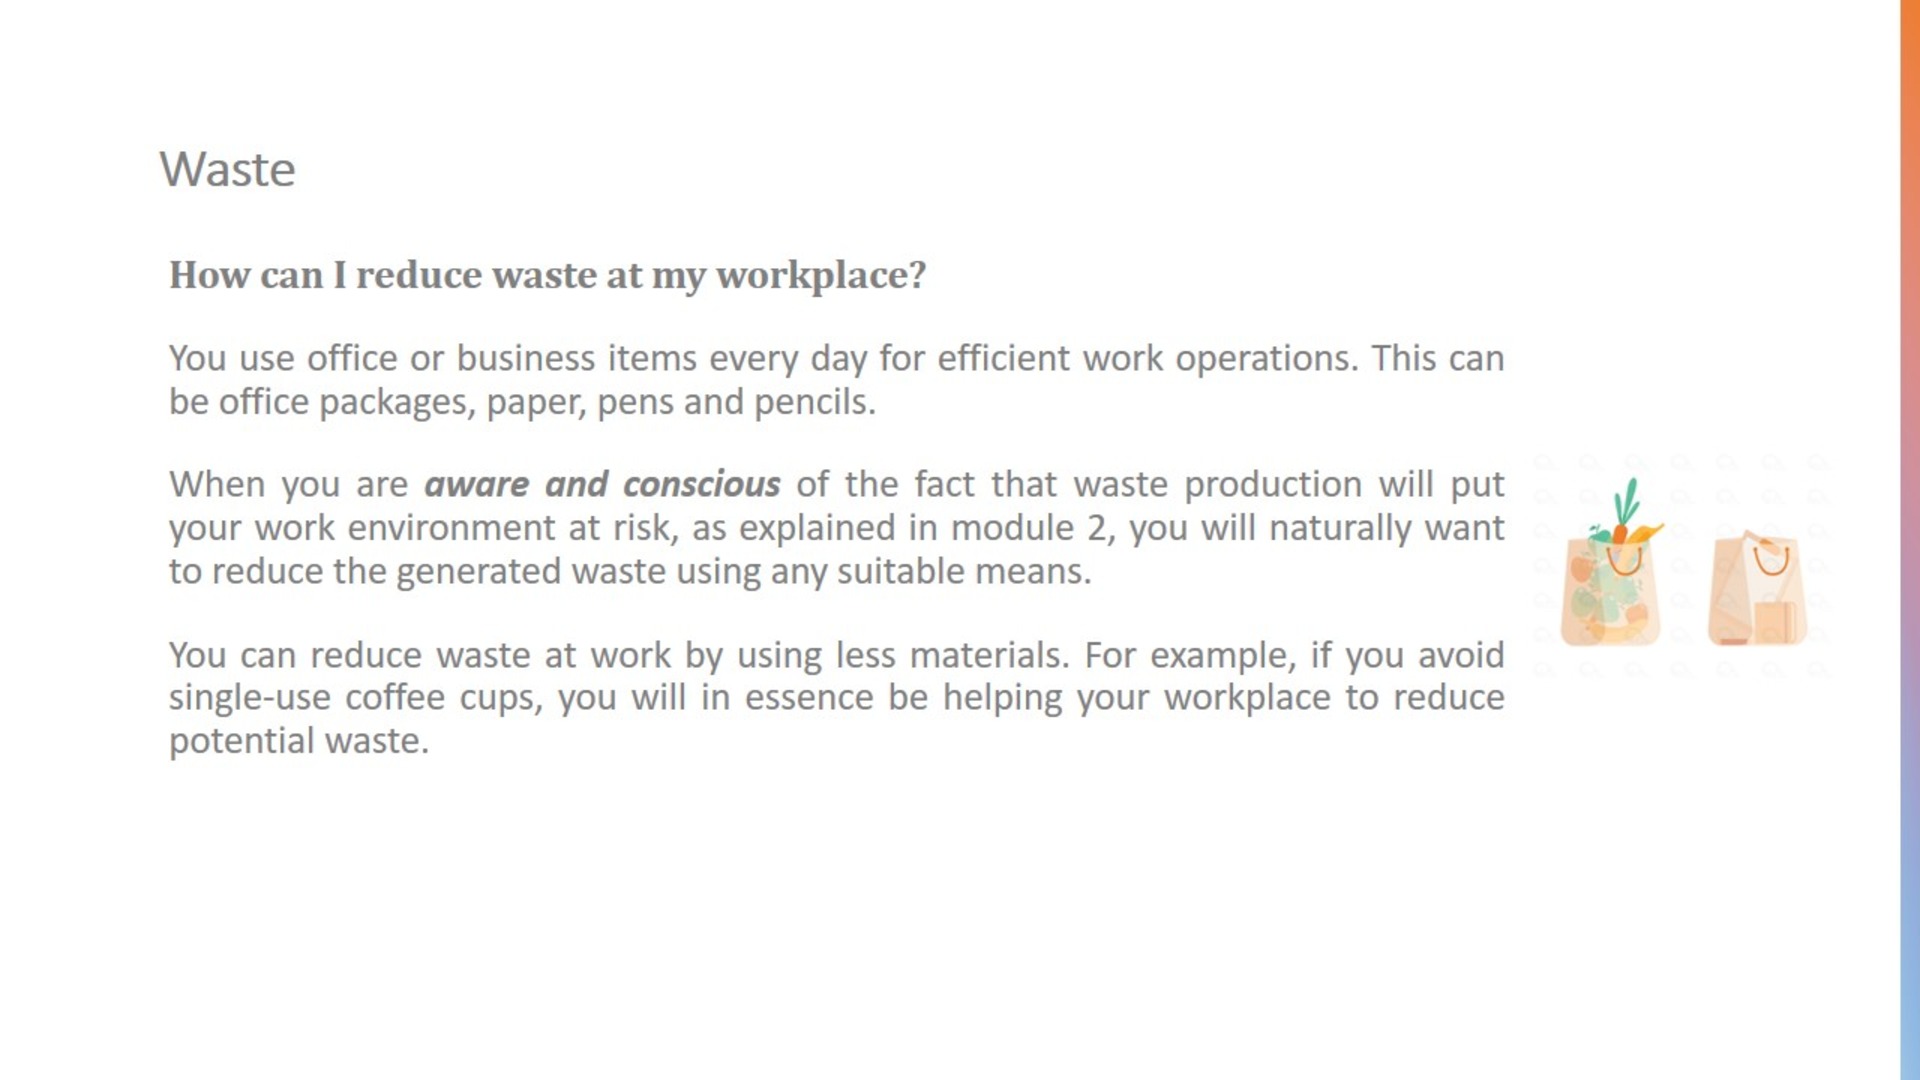 Waste
How can I reduce waste at my workplace?
You use office or business items every day for efficient work operations. This can
be office packages, paper, pens and pencils.
When you are aware and conscious of the fact that waste production will put
your work environment at risk, as explained in module 2, you will naturally want
to reduce the generated waste using any suitable means.
You can reduce waste at work by using less materials. For example, if you avoid
single-use coffee cups, you will in essence be helping your workplace to reduce
potential waste.